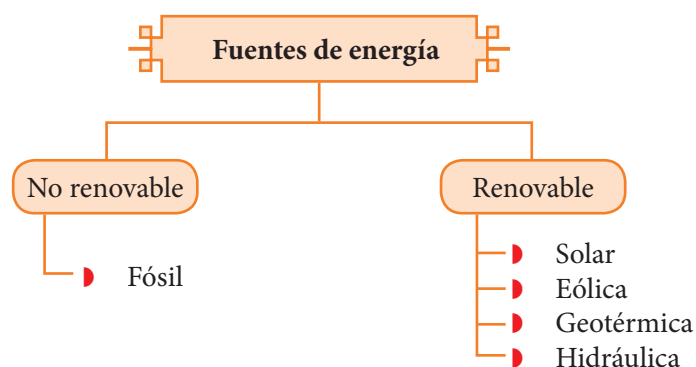 Fuentes de energía
No renovable
Fósil
Renovable
Solar
Eólica
Geotérmica
Hidráulica